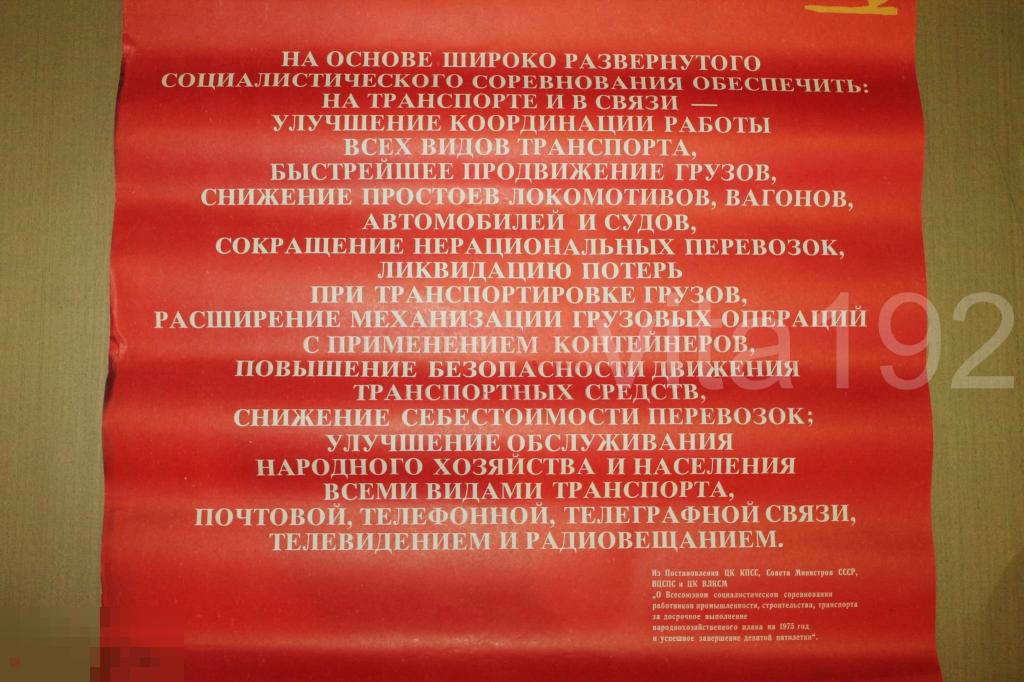 НА ОСНОВЕ ШИРОКО РАЗВЕРНУТОГО
СОЦИАЛИСТИЧЕСКОГО СОРЕВНОВАНИЯ ОБЕСПЕЧИТЬ:
НА ТРАНСПОРТЕ И В СВЯЗИ —
УЛУЧШЕНИЕ КООРДИНАЦИИ РАБОТЫ
ВСЕХ ВИДОВ ТРАНСПОРТА,
БЫСТРЕЙШЕЕ ПРОДВИЖЕНИЕ ГРУЗОВ,
СНИЖЕНИЕ ПРОСТОЕВ ЛОКОМОТИВОВ, ВАГОНОВ,
АВТОМОБИЛЕЙ И СУДОВ,
СОКРАЩЕНИЕ НЕРАЦИОНАЛЬНЫХ ПЕРЕВОЗОК,
ЛИКВИДАЦИЮ ПОТЕРЬ
ПРИ ТРАНСПОРТИРОВКЕ ГРУЗОВ,
РАСШИРЕНИЕ МЕХАНИЗАЦИИ ГРУЗОВЫХ ОПЕРАЦИЙ
С ПРИМЕНЕНИЕМ КОНТЕЙНЕРОВ,
ПОВЫШЕНИЕ БЕЗОПАСНОСТИ ДВИЖЕНИЯ
ТРАНСПОРТНЫХ СРЕДСТВ,
СНИЖЕНИЕ СЕБЕСТОИМОСТИ ПЕРЕВОЗОК;
УЛУЧШЕНИЕ ОБСЛУЖИВАНИЯ
НАРОДНОГО ХОЗЯЙСТВА И НАСЕЛЕНИЯ
ВСЕМИ ВИДАМИ ТРАНСПОРТА,
ПОЧТОВОЙ, ТЕЛЕФОННОЙ, ТЕЛЕГРАФНОЙ СВЯЗИ,
ТЕЛЕВИДЕНИЕМ И РАДИОВЕЩАНИЕМ.
Из Постановления ЦК КПСС, Совета Министров СССР,
ВЦСПС и ЦК ВЛКСМ
„О Всесоюзном социалистическом соревновании
работников промышленности, строительства, транспорта
за досрочное выполнение
народнохозяйственного плана на 1975 год
и успешное завершение девятой пятилетки“.
vita192